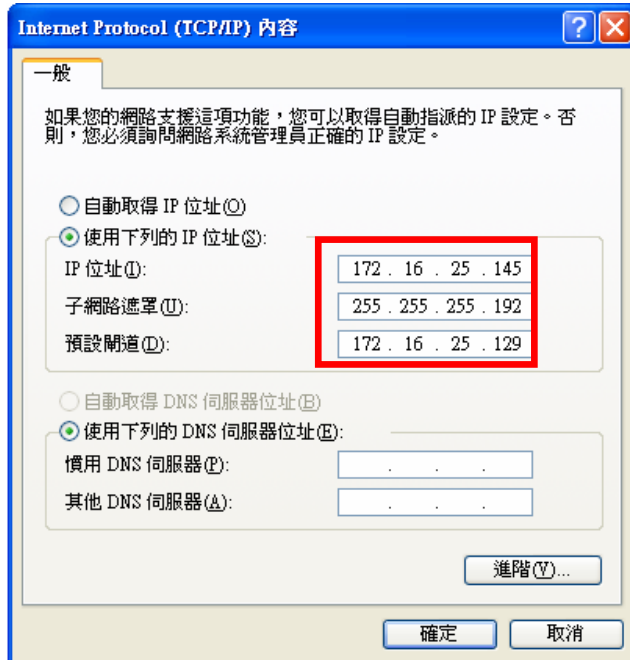 Internet Protocol (TCP/IP) 內容
一般
如果您的網路支援這項功能，您可以取得自動指派的 IP 設定。否
則，您必須詢問網路系統管理員正確的 IP 設定。
自動取得 IP 位址(O)
使用下列的 IP 位址(S):
IP 位址(I): 172 . 16 . 25 . 145
子網路遮罩(U): 255 . 255 . 255 . 192
預設閘道(D): 172 . 16 . 25 . 129
自動取得 DNS 伺服器位址(B)
使用下列的 DNS 伺服器位址(E):
慣用 DNS 伺服器(P): . . .
其他 DNS 伺服器(A): . . .
進階(V)...
確定 取消